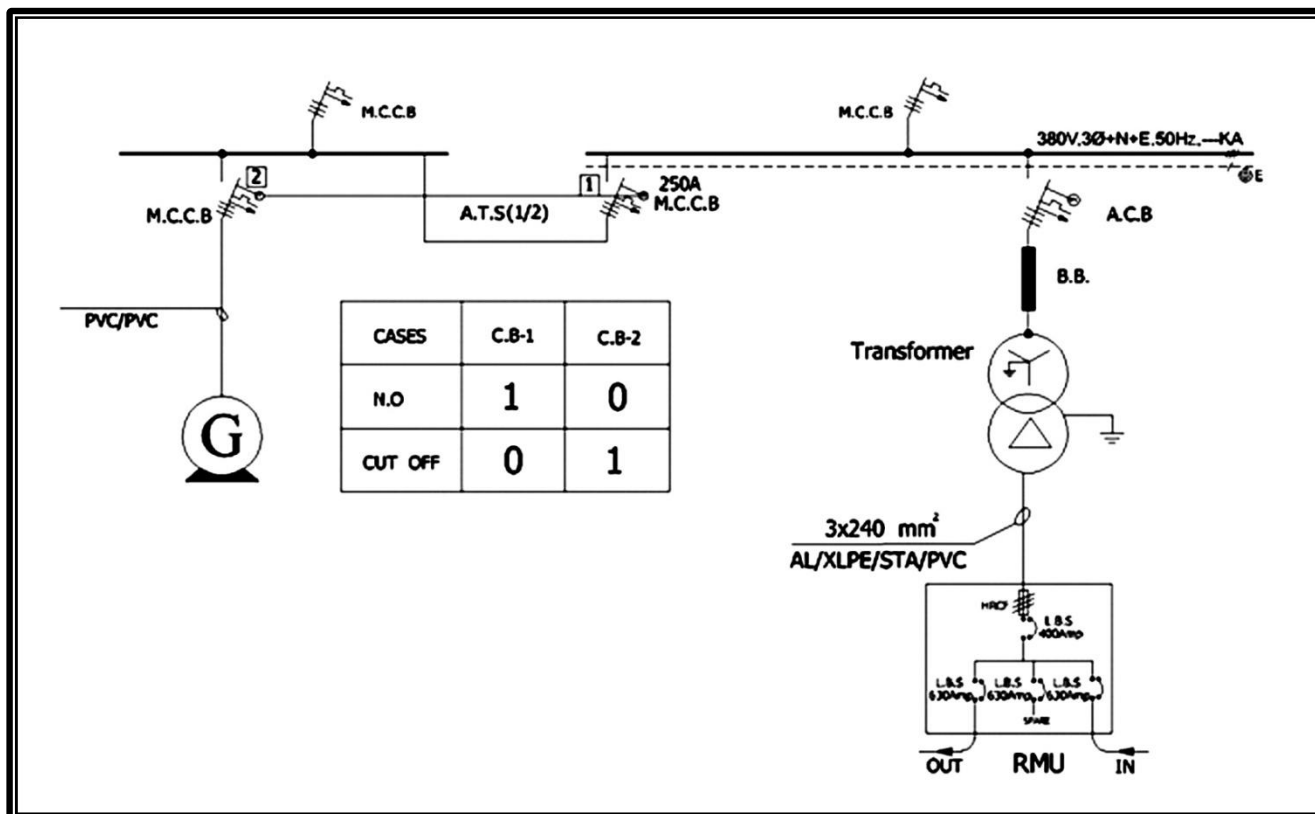 M.C.C.B
M.C.C.B
380V.3Ø+N+E.50Hz.---KA
E
2
1
250A
M.C.C.B
M.C.C.B
A.T.S(1/2)
A.C.B
B.B.
PVC/PVC
CASES C.B-1 C.B-2
N.O 1 0
CUT OFF 0 1
G
Transformer
3x240 mm²
AL/XLPE/STA/PVC
HRCF
L.B.S
400Amp
L.B.S L.B.S L.B.S
630Amp 630Amp 630Amp
SPARE
OUT RMU IN